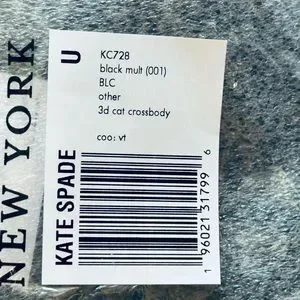 NEW YORK
KATE SPADE
U
KC728
black mult (001)
BLC
other
3d cat crossbody
coo: vt
1 96021 31799 6